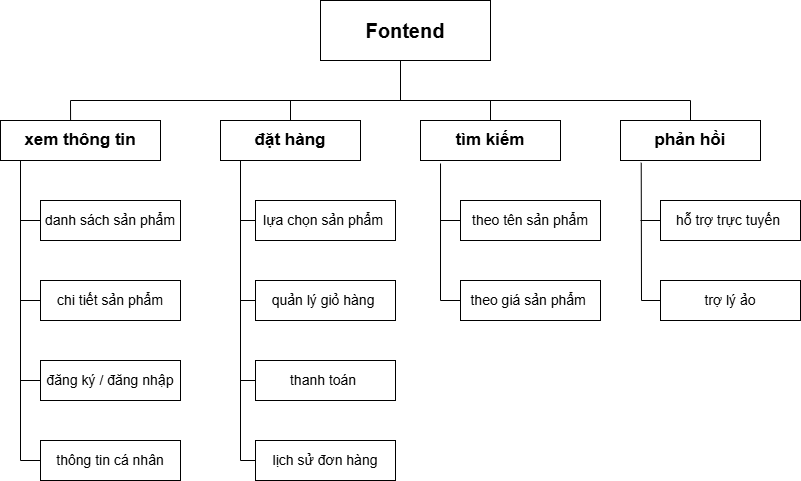 Fontend
xem thông tin
đặt hàng
tìm kiếm
phản hồi
danh sách sản phẩm
lựa chọn sản phẩm
theo tên sản phẩm
hỗ trợ trực tuyến
chi tiết sản phẩm
quản lý giỏ hàng
theo giá sản phẩm
trợ lý ảo
đăng ký / đăng nhập
thanh toán
thông tin cá nhân
lịch sử đơn hàng